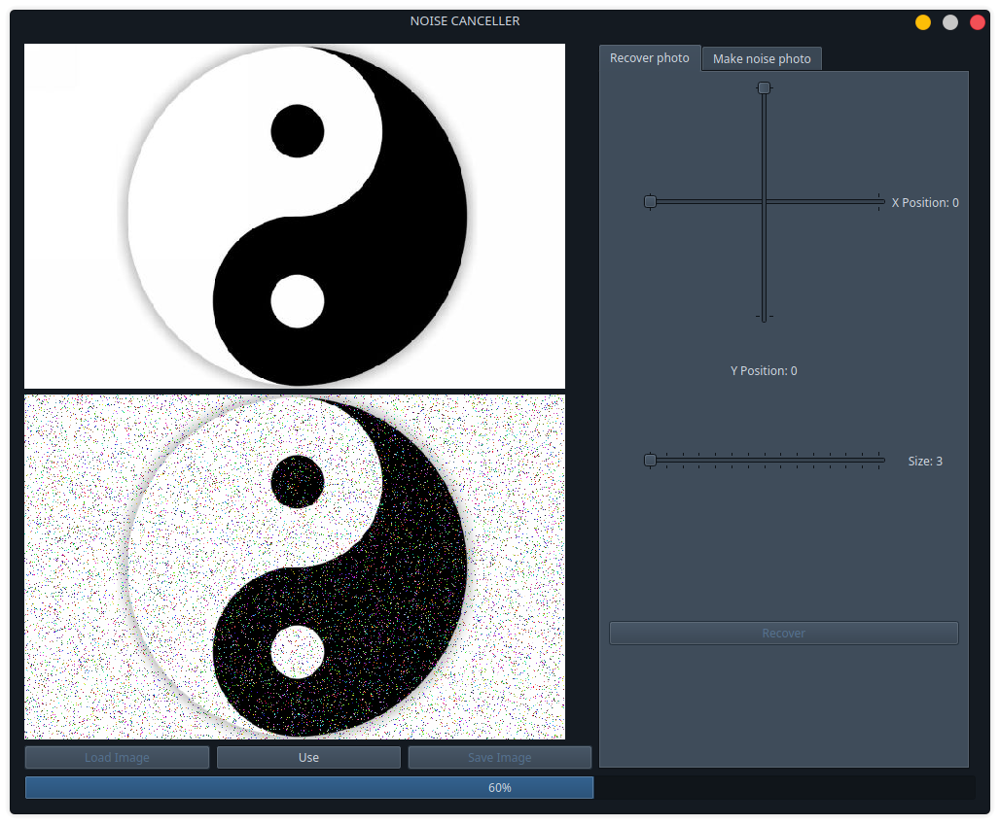 NOISE CANCELLER
Recover photo
Make noise photo
X Position: 0
Y Position: 0
Size: 3
Recover
Load Image
Use
Save Image
60%